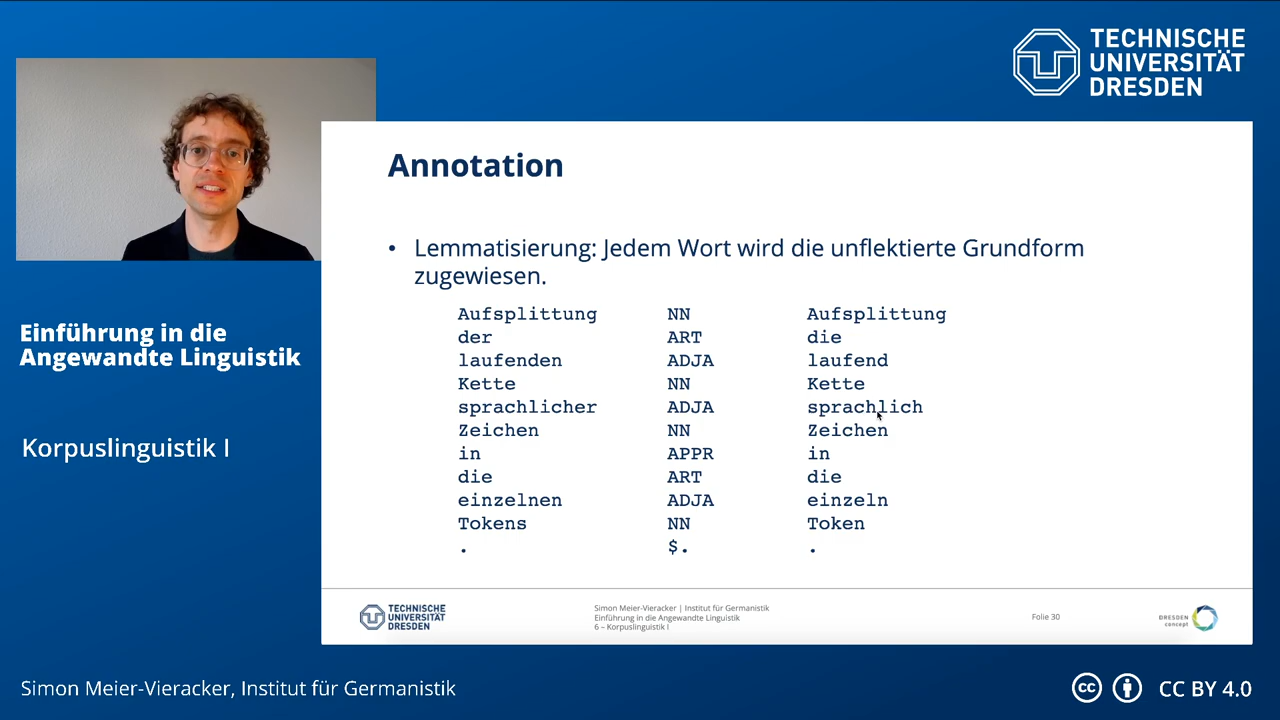 TECHNISCHE
UNIVERSITÄT
DRESDEN
Annotation
• Lemmatisierung: Jedem Wort wird die unflektierte Grundform
zugewiesen.
Aufsplittung NN Aufsplittung
der ART die
laufenden ADJA laufend
Kette NN Kette
sprachlicher ADJA sprachlich
Zeichen NN Zeichen
in APPR in
die ART die
einzelnen ADJA einzeln
Tokens NN Token
. $. .
Einführung in die
Angewandte Linguistik
Korpuslinguistik I
TECHNISCHE
UNIVERSITÄT
DRESDEN
Simon Meier-Vieracker | Institut für Germanistik
Einführung in die Angewandte Linguistik
6 – Korpuslinguistik I
Folie 30
DRESDEN
concept
Simon Meier-Vieracker, Institut für Germanistik
cc
CC BY 4.0